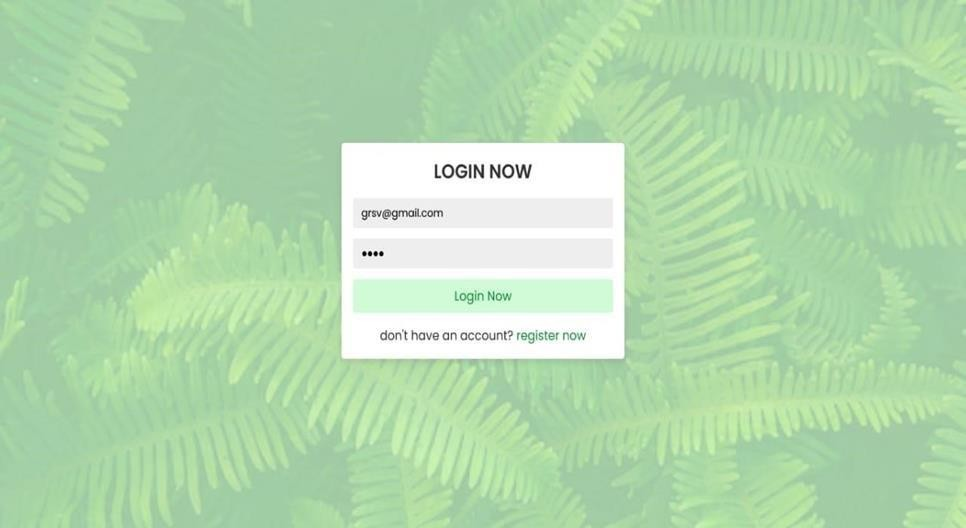 LOGIN NOW
grsv@gmail.com
••••
Login Now
don't have an account? register now